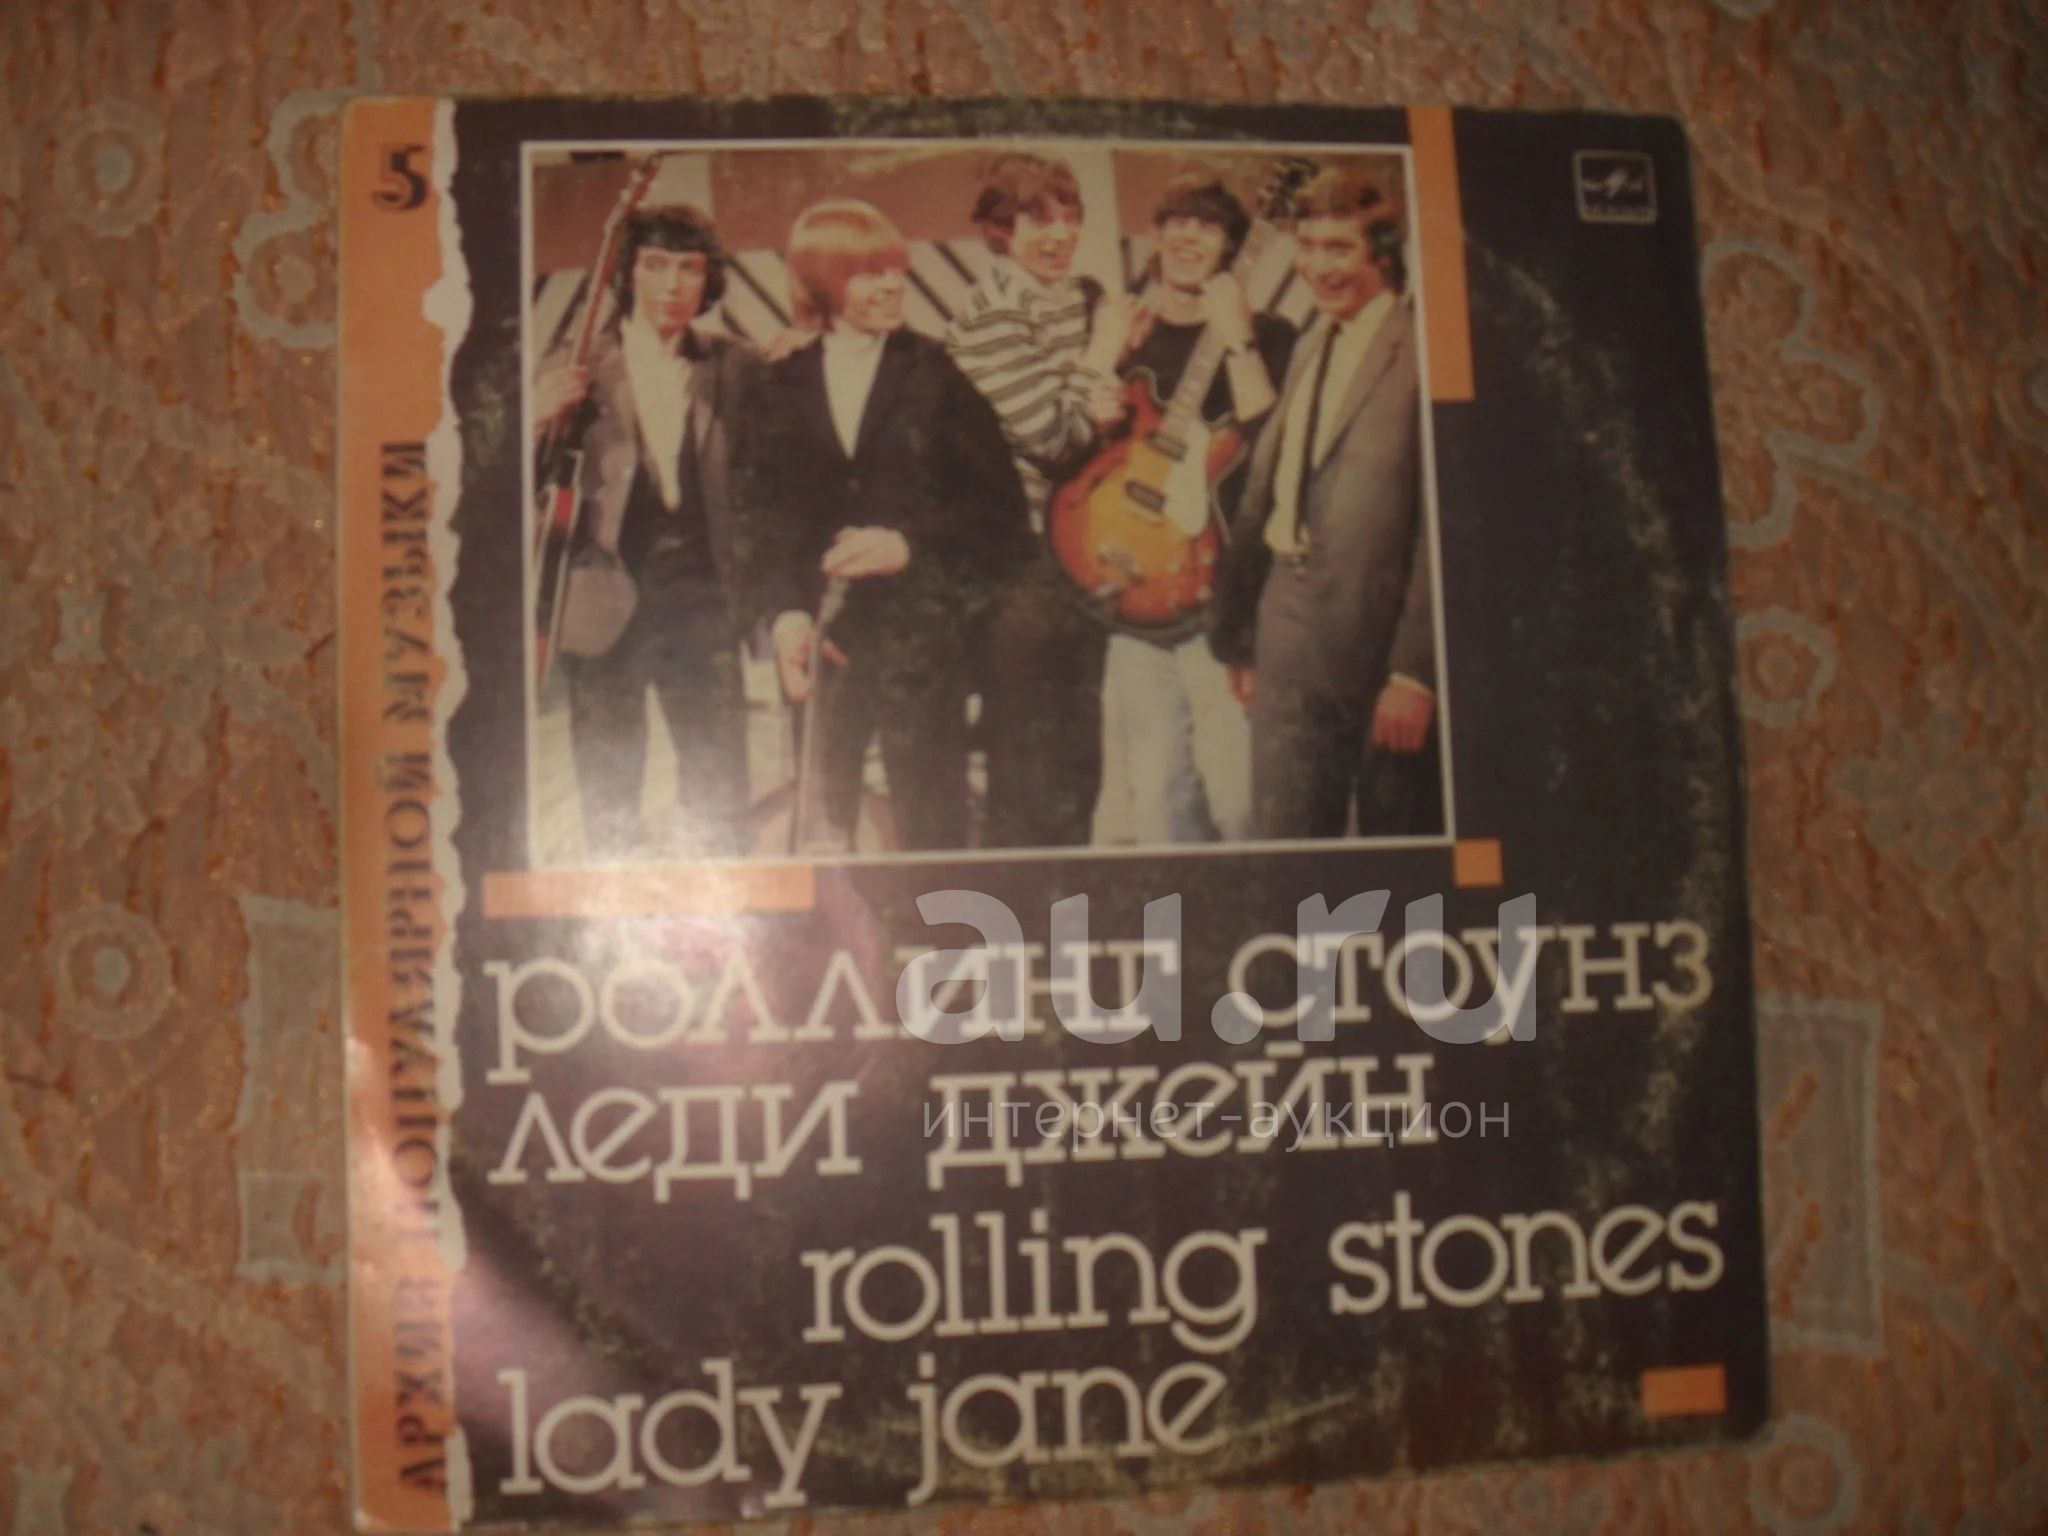 5
АРХИВ ПОПУЛЯРНОЙ МУЗЫКИ
роллинг стоунз
леди джейн
rolling stones
lady jane
au.ru
интернет-аукцион